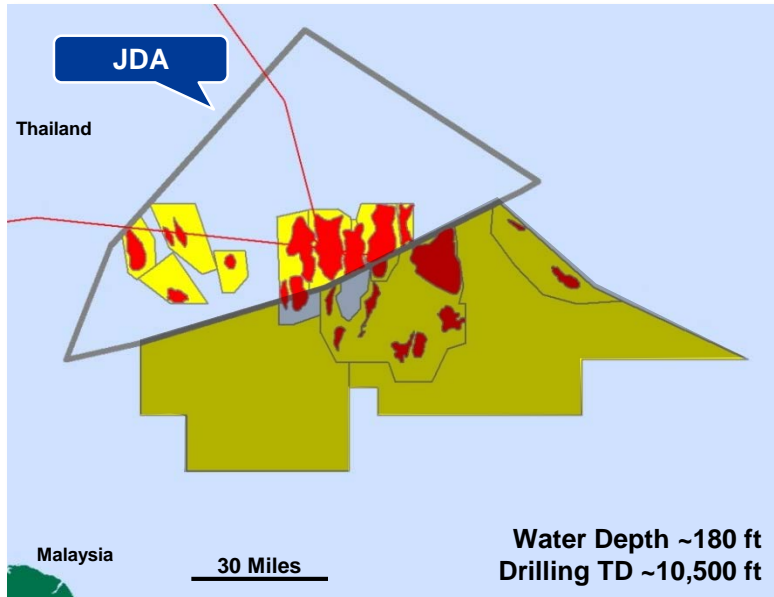 JDA
Thailand
Malaysia
30 Miles
Water Depth ~180 ft
Drilling TD ~10,500 ft